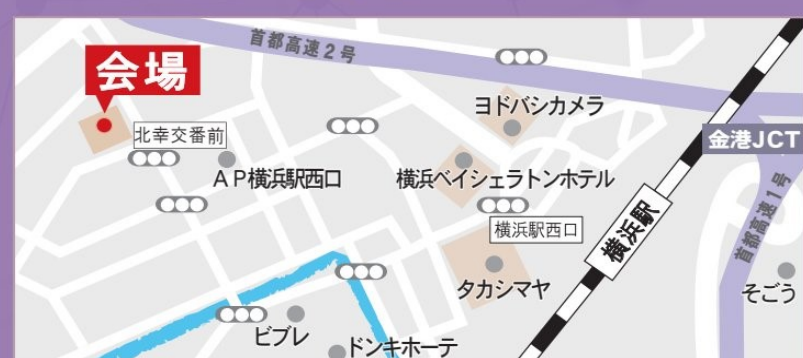 首都高速2号
会場
ヨドバシカメラ
北幸交番前
金港JCT
AP横浜駅西口
横浜ベイシェラトンホテル
首都高速1号
横浜駅西口
横浜駅
タカシマヤ
そごう
ビブレ
ドンキホーテ